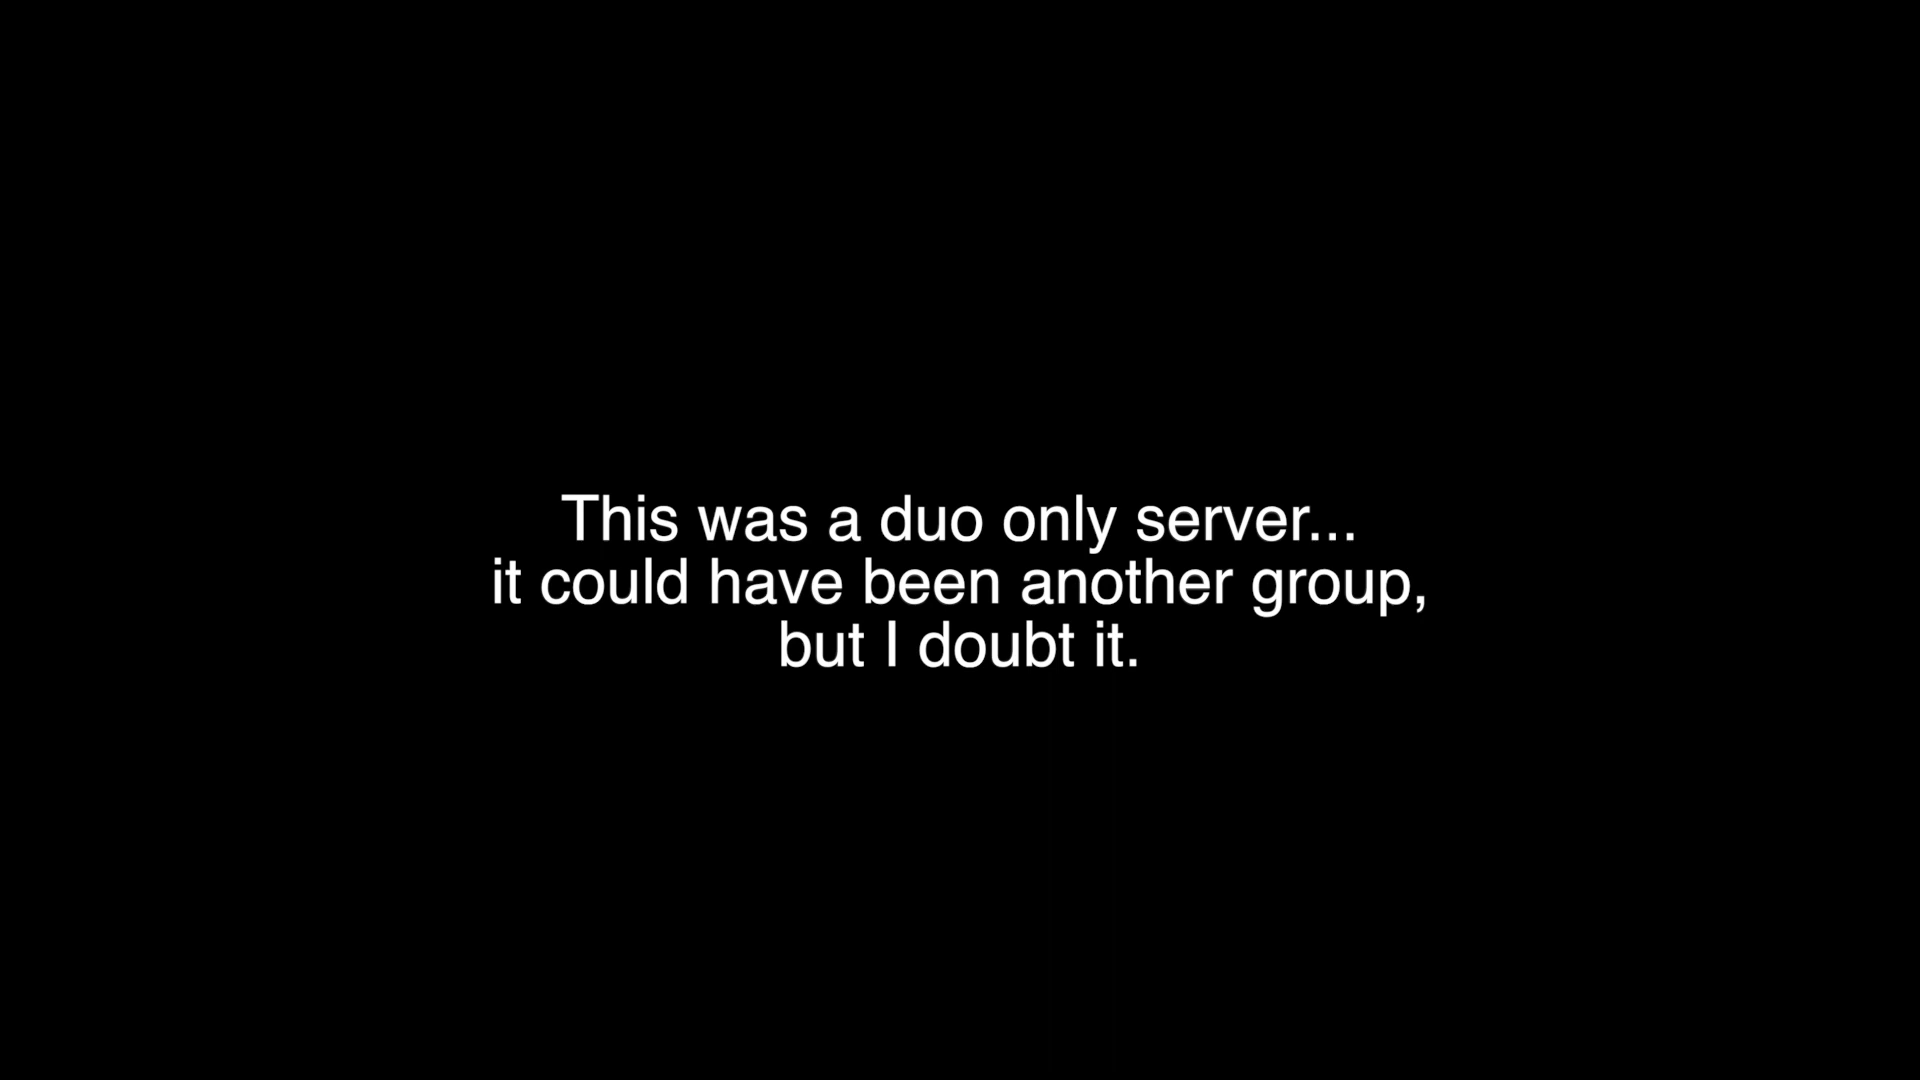 This was a duo only server...
it could have been another group,
but I doubt it.